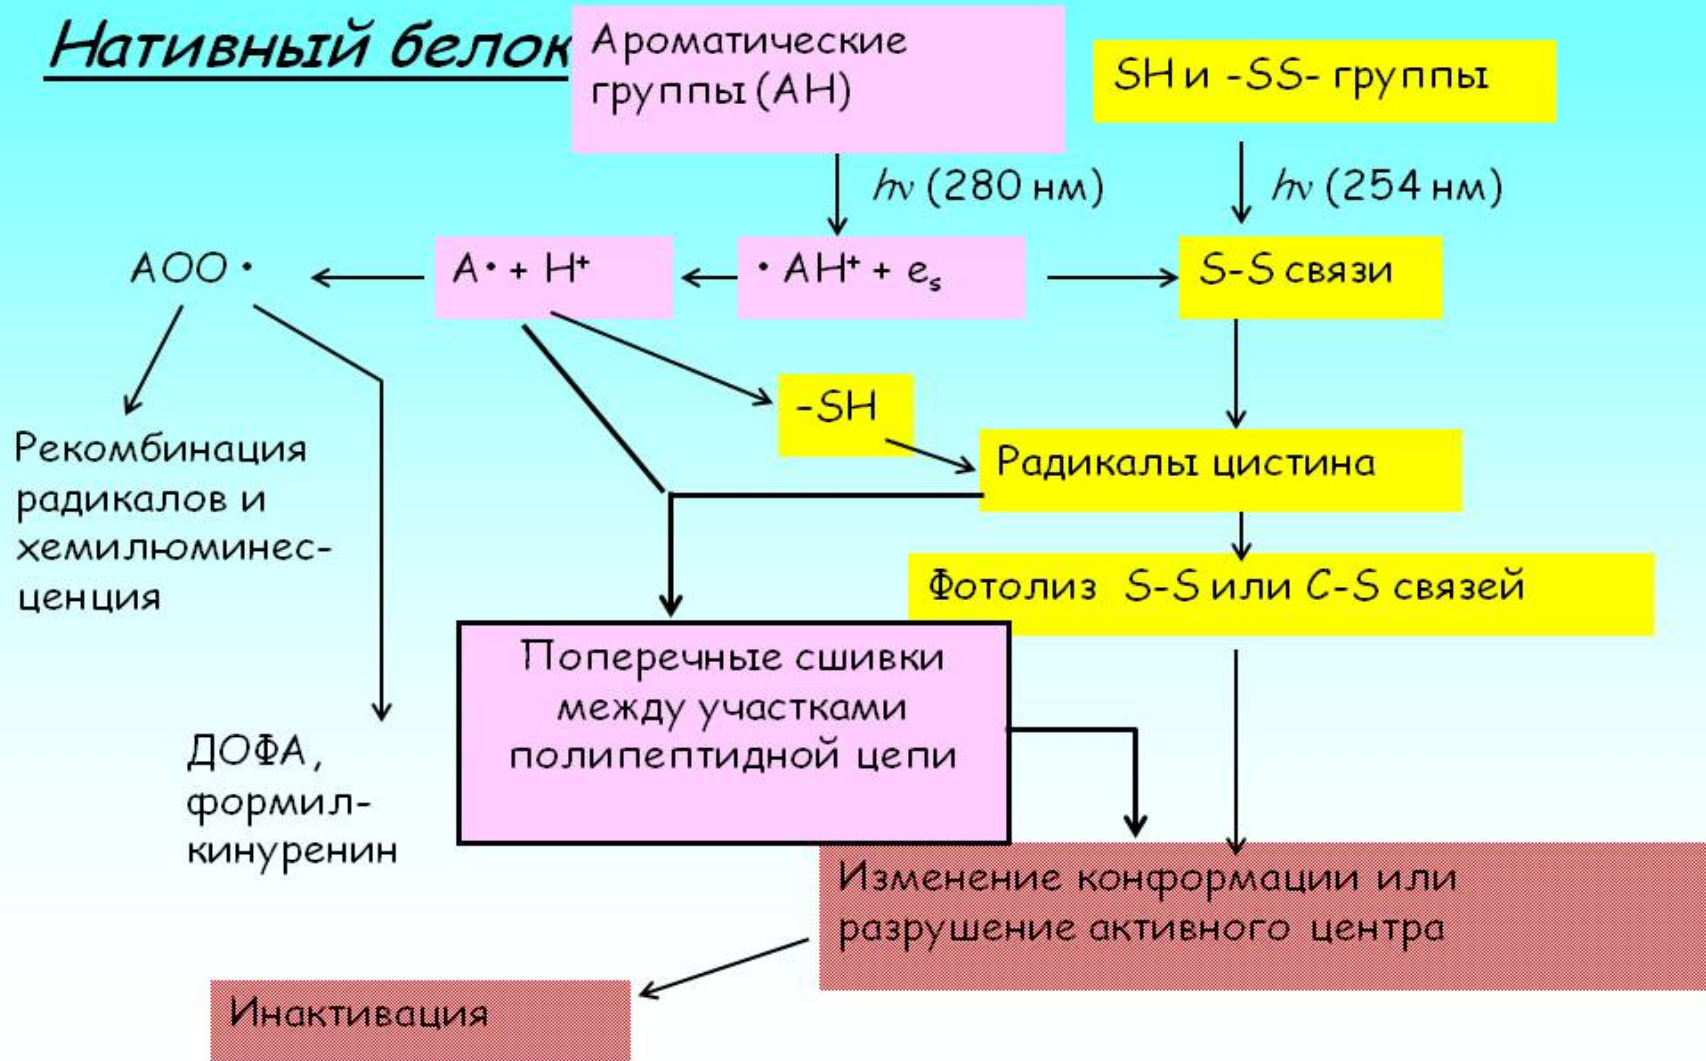 Нативный белок
Ароматические
группы (АН)
SH и -SS- группы
hν (280 нм)
hν (254 нм)
АОО •
А• + Н⁺
• АН⁺ + eₛ
S-S связи
-SH
Радикалы цистина
Рекомбинация
радикалов и
хемилюминес-
ценция
Фотолиз S-S или C-S связей
Поперечные сшивки
между участками
полипептидной цепи
ДОФА,
формил-
кинуренин
Изменение конформации или
разрушение активного центра
Инактивация